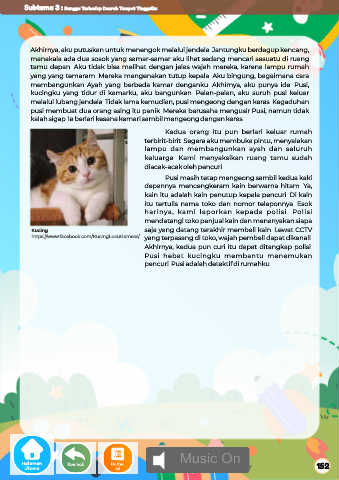 Subtema 3 : Bangga Terhadap Daerah Tempat Tinggalku
Akhirnya, aku putuskan untuk menengok melalui jendela Jantungku berdegup kencang,
manakala ada dua sosok yang samar-samar aku lihat sedang mencari sesuatu di ruang
tamu depan Aku tidak bisa melihat dengan jelas wajah mereka, karena lampu rumah
yang yang temaram Mereka mengenakan tutup kepala Aku bingung, bagaimana cara
membangunkan Ayah yang berbeda kamar denganku Akhirnya, aku punya ide Pusi,
kucingku yang tidur di kamarku, aku bangunkan Pelan-pelan, aku suruh pusi keluar
melalui lubang jendela Tidak lama kemudian, pusi mengeong dengan keras Kegaduhan
pusi membuat dua orang asing itu panik Mereka berusaha mengusir Pusi, namun tidak
kalah sigap Ia berlari kesana kemari sambil mengeong dengan keras
Kedua orang itu pun berlari keluar rumah
terbirit-birit Segera aku membuka pintu, menyalakan
lampu dan membangunkan ayah dan seluruh
keluarga Kami menyaksikan ruang tamu sudah
diacak-acak oleh pencuri
Pusi masih tetap mengeong sambil kedua kaki
depannya mencengkeram kain berwarna hitam Ya,
kain itu adalah kain penutup kepala pencuri Di kain
itu tertulis nama toko dan nomor teleponnya Esok
harinya, kami laporkan kepada polisi Polisi
mendatangi toko penjual kain dan menanyakan siapa
saja yang datang terakhir membeli kain Lewat CCTV
yang terpasang di toko, wajah pembeli dapat dikenali
Akhirnya, kedua pun curi itu dapat ditangkap polisi
Pusi hebat kucingku membantu menemukan
pencuri Pusi adalah detektif di rumahku
Kucing
Halaman
Utama
Music On
152